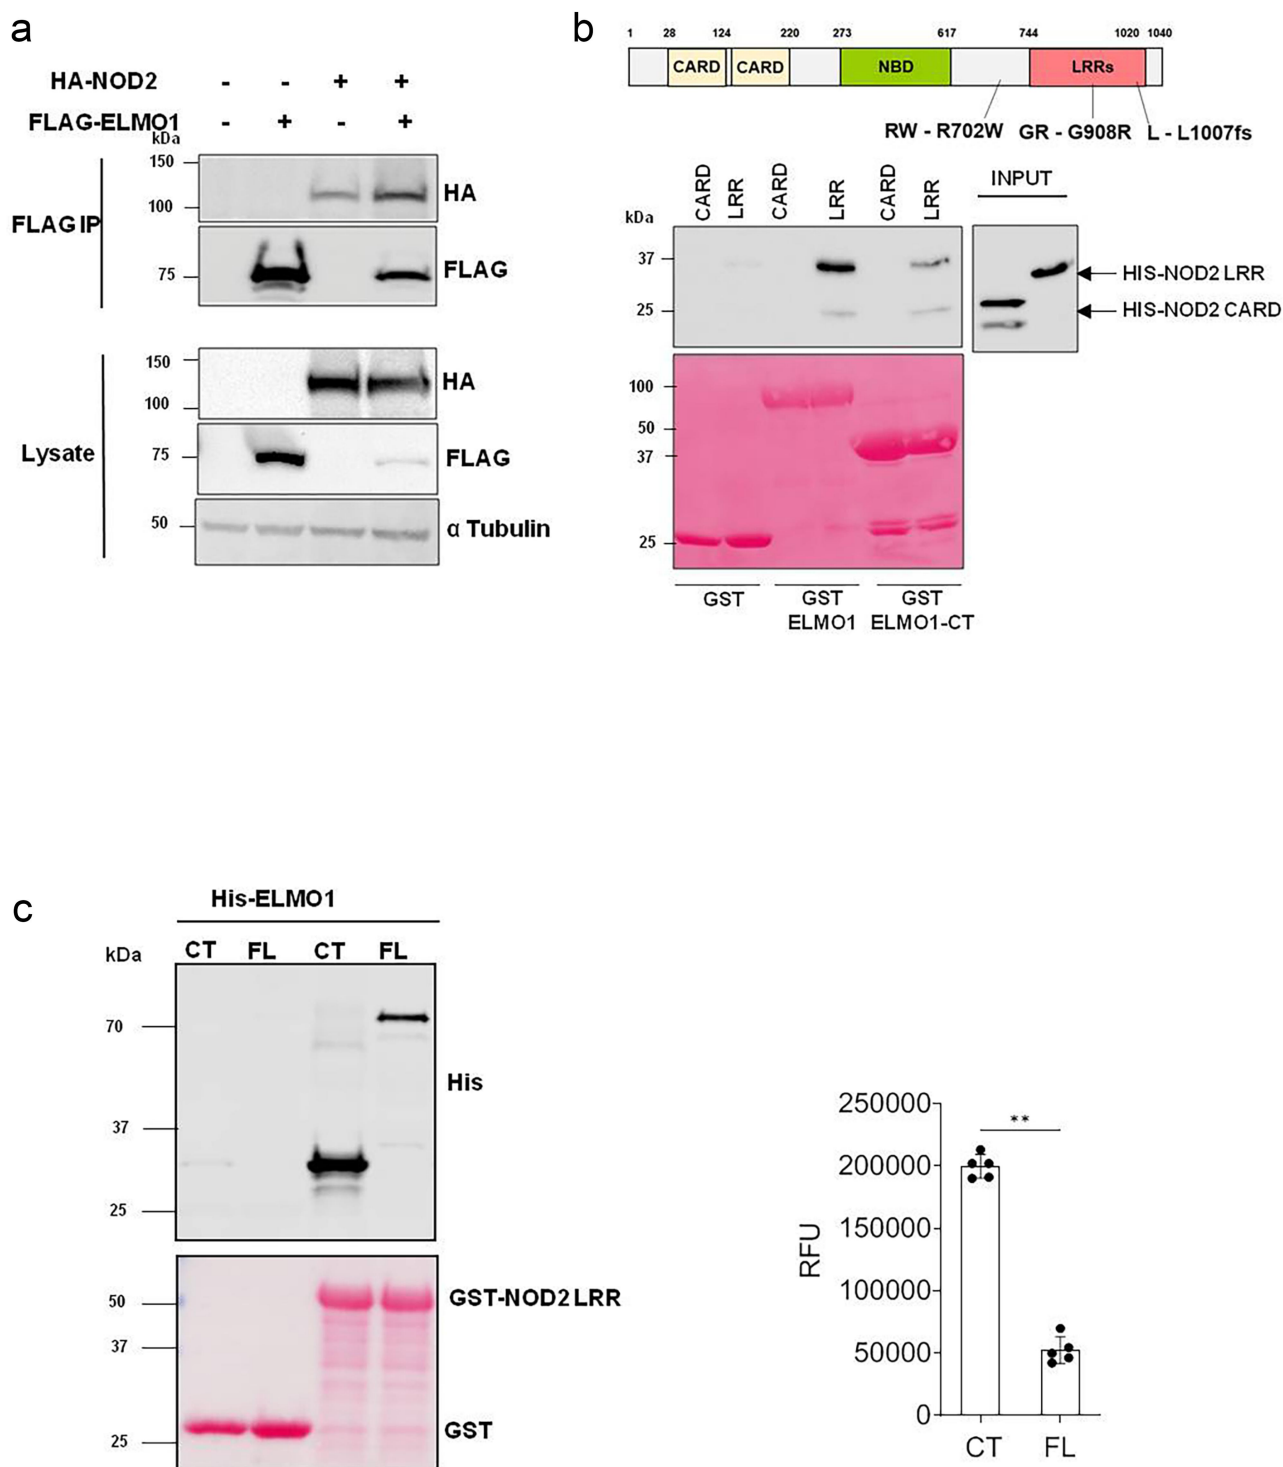 a
HA-NOD2 - - + +
FLAG-ELMO1 - + - +
kDa
150
100
HA
FLAG IP
75
FLAG
150
100
HA
Lysate
75
FLAG
50
α Tubulin
b
1 28 124 220 273 617 744 1020 1040
CARD CARD NBD LRRs
RW - R702W GR - G908R L - L1007fs
CARD LRR CARD LRR CARD LRR INPUT
kDa
37
25
HIS-NOD2 LRR
HIS-NOD2 CARD
100
50
37
25
GST GST GST
ELMO1 ELMO1-CT
c
His-ELMO1
kDa CT FL CT FL
70
His
37
25
50 GST-NOD2 LRR
37
GST
25
RFU
250000
**
200000
150000
100000
50000
0
CT FL